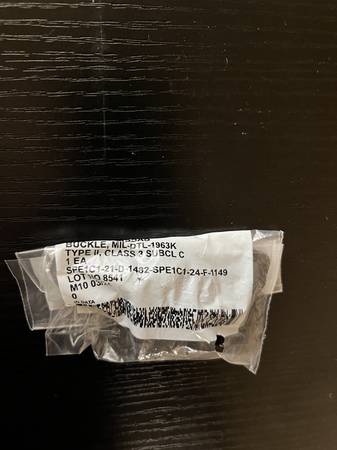 BUCKLE, MIL-DTL-1963K
TYPE II, CLASS 2 SUBCL C
1 EA
SPE1C1-21-D-1482-SPE1C1-24-F-1149
LOT NO 8541
M10
0
DATA